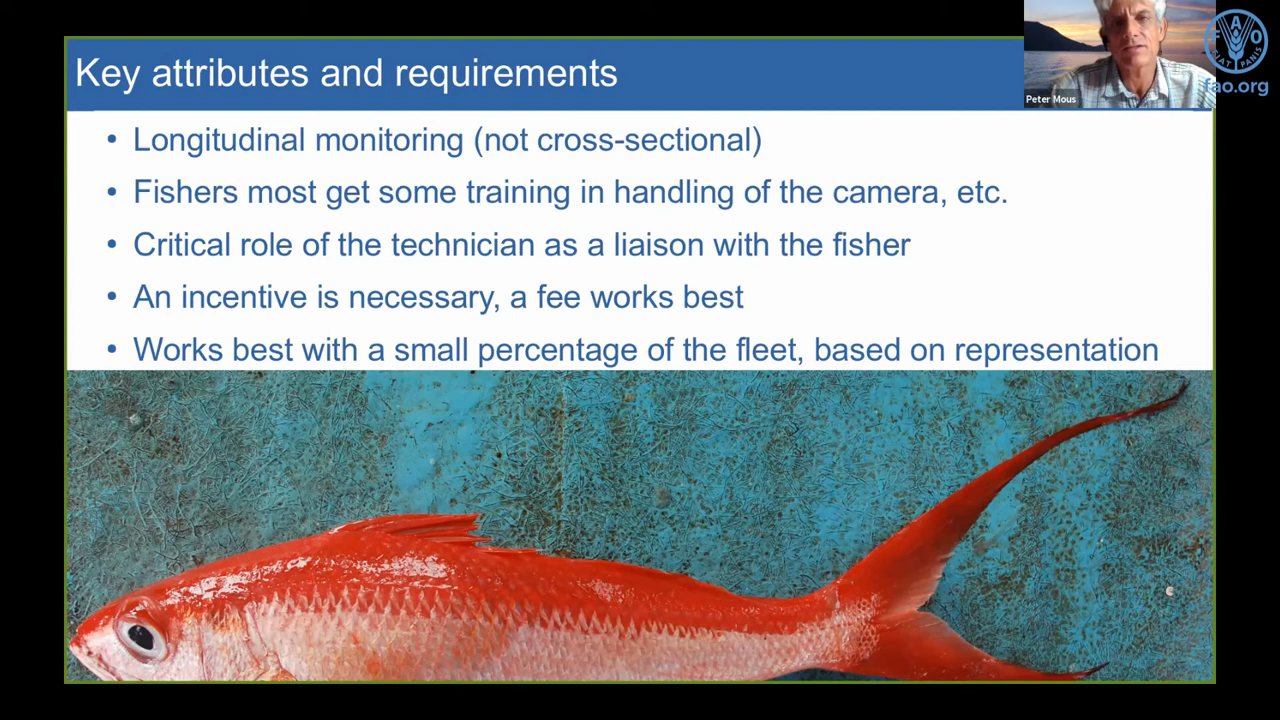 Key attributes and requirements
• Longitudinal monitoring (not cross-sectional)
• Fishers most get some training in handling of the camera, etc.
• Critical role of the technician as a liaison with the fisher
• An incentive is necessary, a fee works best
• Works best with a small percentage of the fleet, based on representation
Peter Mous
F A O
FIAT PANIS
fao.org